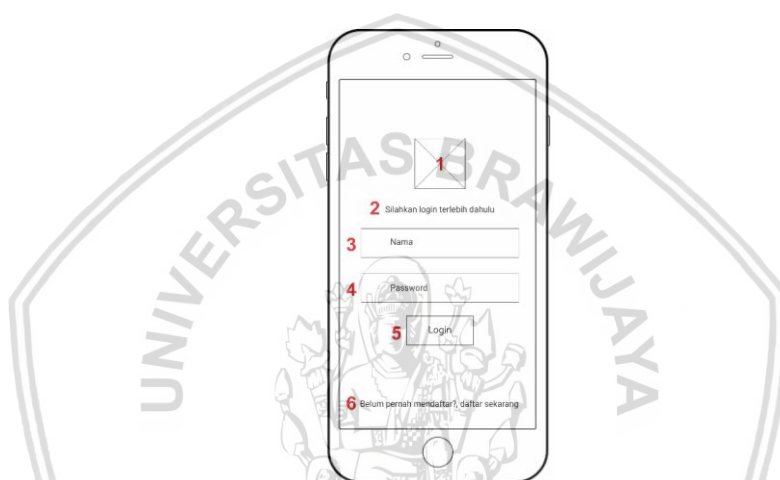 UNIVERSITAS BRAWIJAYA
1
2 Silahkan login terlebih dahulu
3 Nama
4 Password
5 Login
6 Belum pernah mendaftar?, daftar sekarang